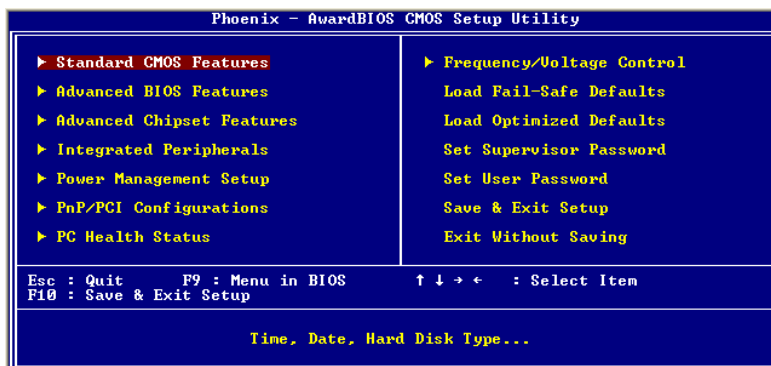 Phoenix - AwardBIOS CMOS Setup Utility
Standard CMOS Features
Advanced BIOS Features
Advanced Chipset Features
Integrated Peripherals
Power Management Setup
PnP/PCI Configurations
PC Health Status
Frequency/Voltage Control
Load Fail-Safe Defaults
Load Optimized Defaults
Set Supervisor Password
Set User Password
Save & Exit Setup
Exit Without Saving
Esc : Quit F9 : Menu in BIOS ↑ ↓ → ← : Select Item
F10 : Save & Exit Setup
Time, Date, Hard Disk Type...